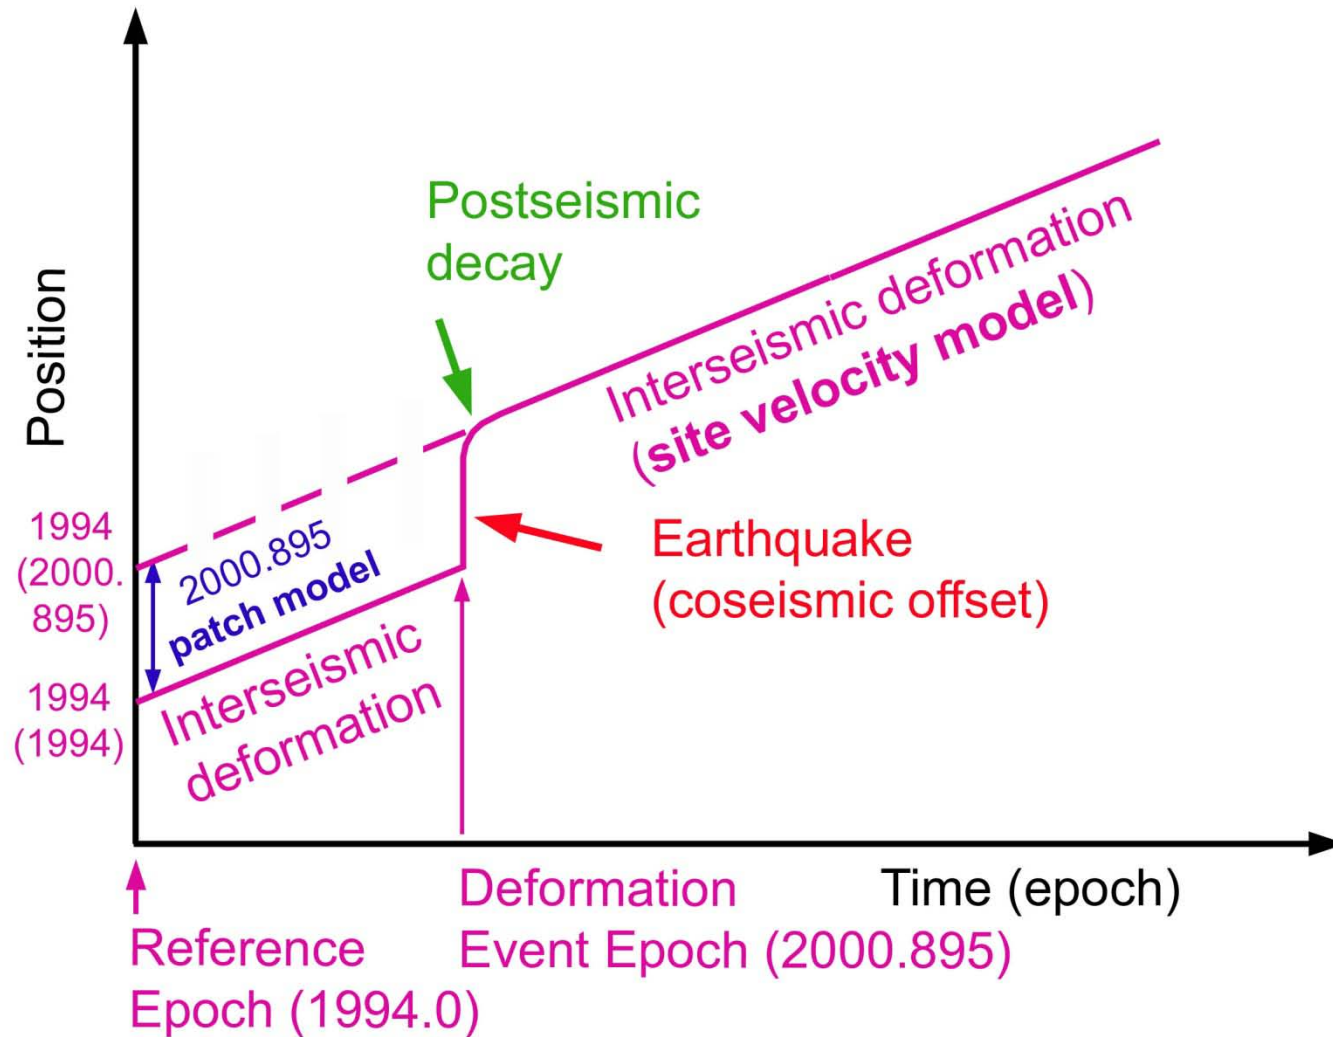 Position
Postseismic
decay
Interseismic deformation
(site velocity model)
1994
(2000.
895)
2000.895
patch model
Earthquake
(coseismic offset)
1994
(1994)
Interseismic
deformation
Time (epoch)
Reference
Epoch (1994.0)
Deformation
Event Epoch (2000.895)